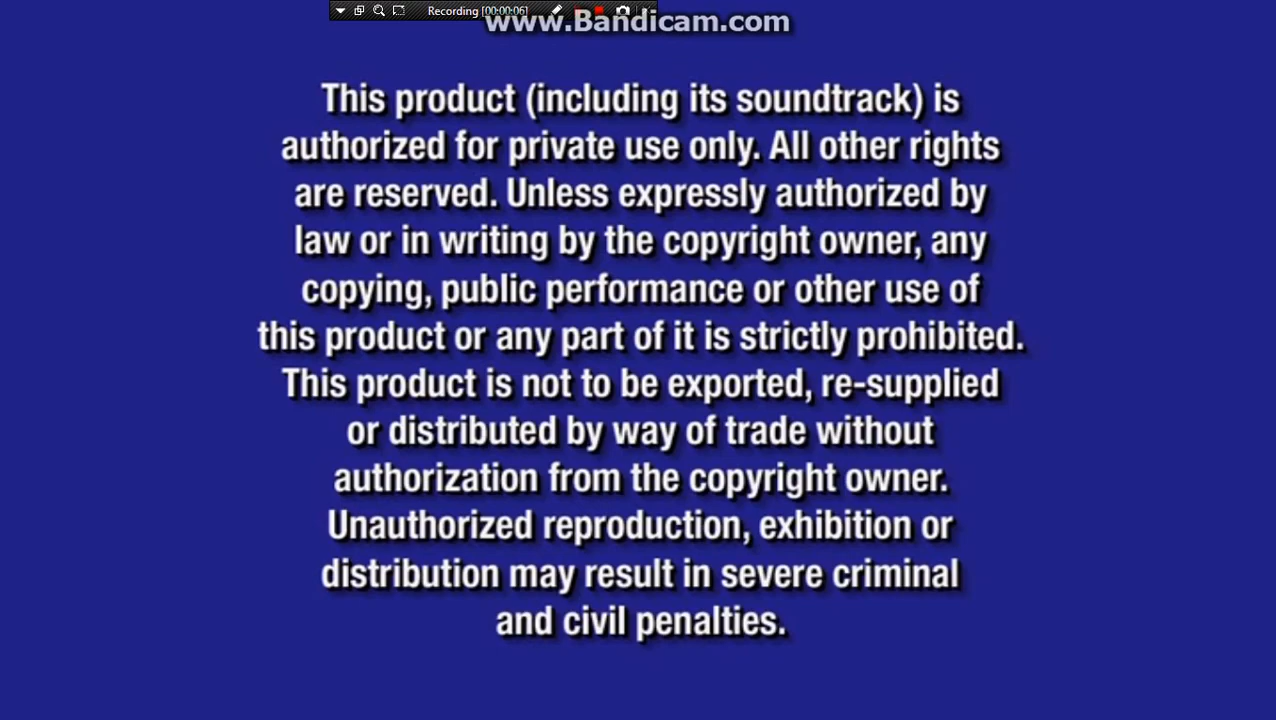 Recording [00:00:06]
www.Bandicam.com
This product (including its soundtrack) is
authorized for private use only. All other rights
are reserved. Unless expressly authorized by
law or in writing by the copyright owner, any
copying, public performance or other use of
this product or any part of it is strictly prohibited.
This product is not to be exported, re-supplied
or distributed by way of trade without
authorization from the copyright owner.
Unauthorized reproduction, exhibition or
distribution may result in severe criminal
and civil penalties.